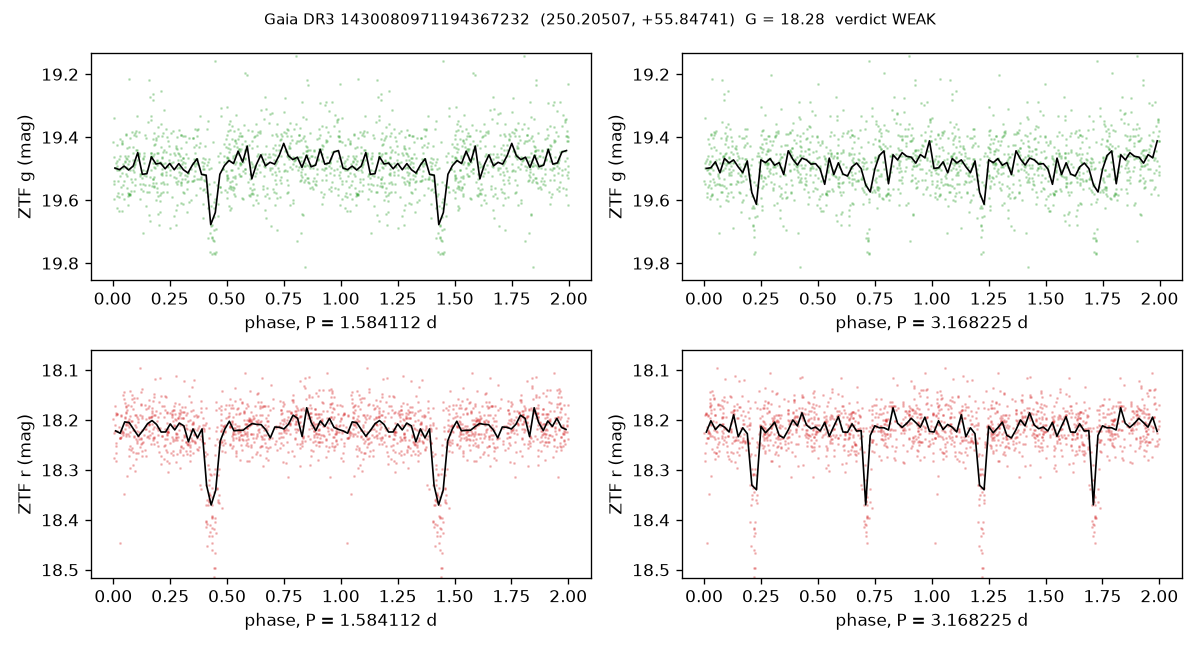 Gaia DR3 1430080971194367232 (250.20507, +55.84741) G = 18.28 verdict WEAK
ZTF g (mag)
19.2
19.4
19.6
19.8
0.00 0.25 0.50 0.75 1.00 1.25 1.50 1.75 2.00
phase, P = 1.584112 d
ZTF g (mag)
19.2
19.4
19.6
19.8
0.00 0.25 0.50 0.75 1.00 1.25 1.50 1.75 2.00
phase, P = 3.168225 d
ZTF r (mag)
18.1
18.2
18.3
18.4
18.5
0.00 0.25 0.50 0.75 1.00 1.25 1.50 1.75 2.00
phase, P = 1.584112 d
ZTF r (mag)
18.1
18.2
18.3
18.4
18.5
0.00 0.25 0.50 0.75 1.00 1.25 1.50 1.75 2.00
phase, P = 3.168225 d